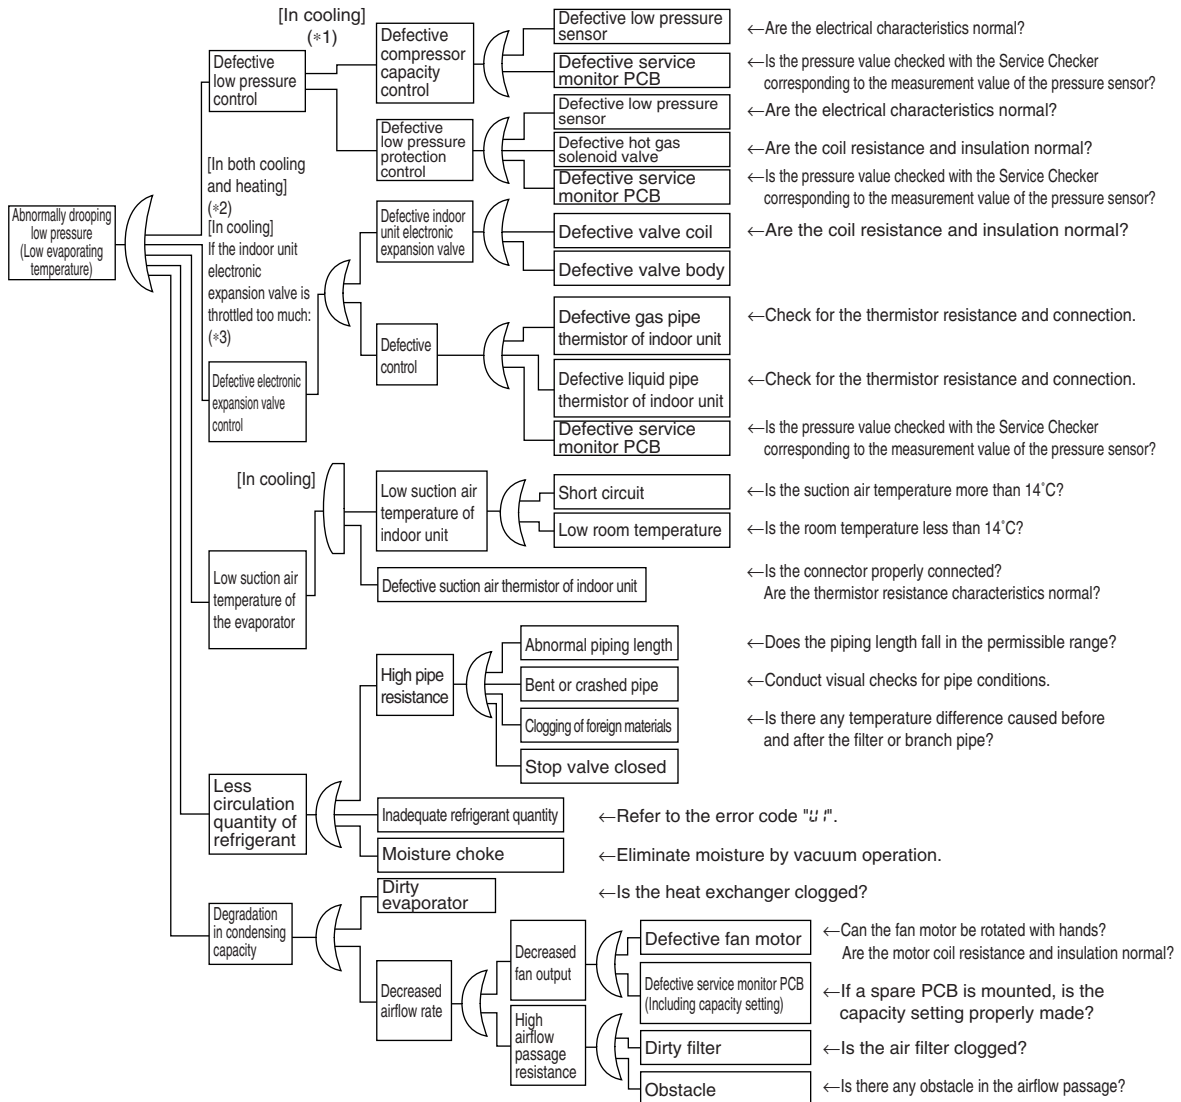 [In cooling]
(*1)
Defective
low pressure
control
Defective
compressor
capacity
control
Defective low pressure
sensor
←Are the electrical characteristics normal?
Defective service
monitor PCB
←Is the pressure value checked with the Service Checker
corresponding to the measurement value of the pressure sensor?
Defective
low pressure
protection
control
Defective low pressure
sensor
←Are the electrical characteristics normal?
Defective hot gas
solenoid valve
←Are the coil resistance and insulation normal?
Defective service
monitor PCB
←Is the pressure value checked with the Service Checker
corresponding to the measurement value of the pressure sensor?
[In both cooling
and heating]
(*2)
[In cooling]
If the indoor unit
electronic
expansion valve is
throttled too much:
(*3)
Abnormally drooping
low pressure
(Low evaporating
temperature)
Defective indoor
unit electronic
expansion valve
Defective valve coil
←Are the coil resistance and insulation normal?
Defective valve body
Defective electronic
expansion valve
control
Defective
control
Defective gas pipe
thermistor of indoor unit
←Check for the thermistor resistance and connection.
Defective liquid pipe
thermistor of indoor unit
←Check for the thermistor resistance and connection.
Defective service
monitor PCB
←Is the pressure value checked with the Service Checker
corresponding to the measurement value of the pressure sensor?
[In cooling]
Low suction air
temperature of
the evaporator
Low suction air
temperature of
indoor unit
Short circuit
←Is the suction air temperature more than 14˚C?
Low room temperature
←Is the room temperature less than 14˚C?
Defective suction air thermistor of indoor unit
←Is the connector properly connected?
Are the thermistor resistance characteristics normal?
Less
circulation
quantity of
refrigerant
High pipe
resistance
Abnormal piping length
←Does the piping length fall in the permissible range?
Bent or crashed pipe
←Conduct visual checks for pipe conditions.
Clogging of foreign materials
←Is there any temperature difference caused before
and after the filter or branch pipe?
Stop valve closed
Inadequate refrigerant quantity
←Refer to the error code "U1".
Moisture choke
←Eliminate moisture by vacuum operation.
Degradation
in condensing
capacity
Dirty
evaporator
←Is the heat exchanger clogged?
Decreased
airflow rate
Decreased
fan output
Defective fan motor
←Can the fan motor be rotated with hands?
Are the motor coil resistance and insulation normal?
Defective service monitor PCB
(Including capacity setting)
←If a spare PCB is mounted, is the
capacity setting properly made?
High
airflow
passage
resistance
Dirty filter
←Is the air filter clogged?
Obstacle
←Is there any obstacle in the airflow passage?